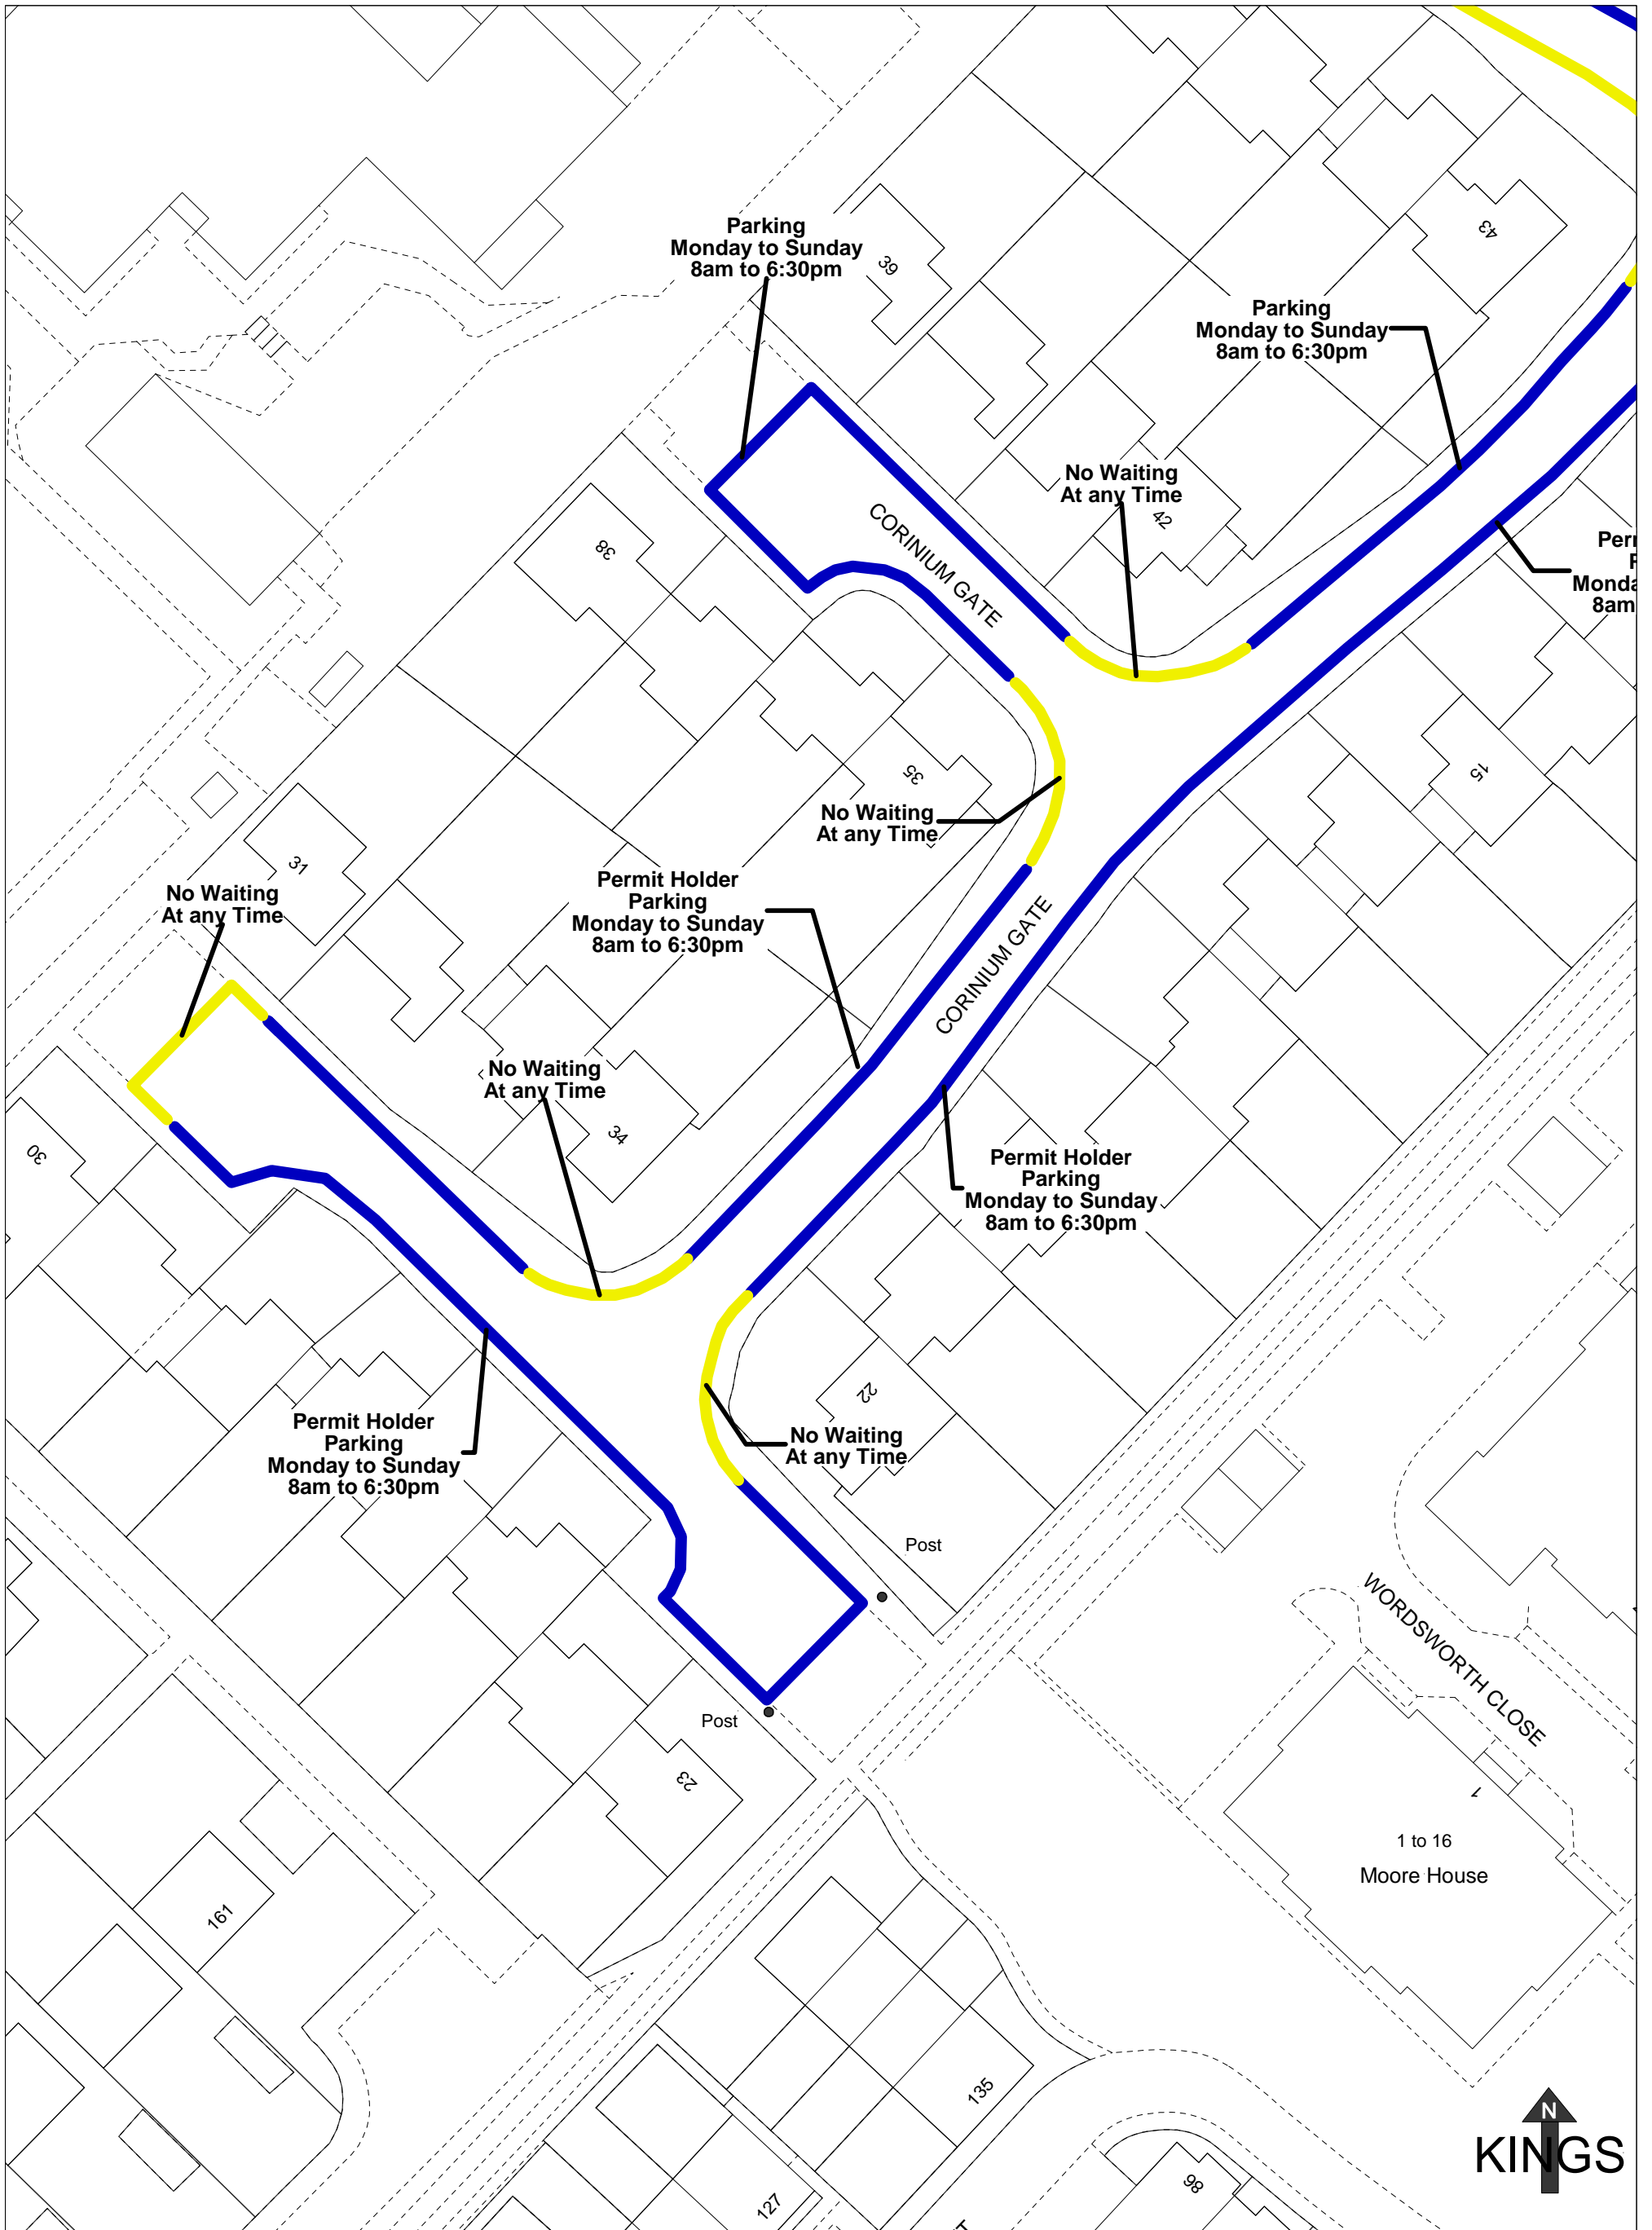 Parking
Monday to Sunday
8am to 6:30pm
39
43
Parking
Monday to Sunday
8am to 6:30pm
No Waiting
At any Time
42
CORINIUM GATE
38
8am
15
35
No Waiting
At any Time
31
No Waiting
At any Time
Permit Holder
Parking
Monday to Sunday
8am to 6:30pm
CORINIUM GATE
No Waiting
At any Time
34
30
Permit Holder
Parking
Monday to Sunday
8am to 6:30pm
22
Permit Holder
Parking
Monday to Sunday
8am to 6:30pm
No Waiting
At any Time
Post
WORDSWORTH CLOSE
Post
23
1
1 to 16
Moore House
161
135
N
KINGS
98
127